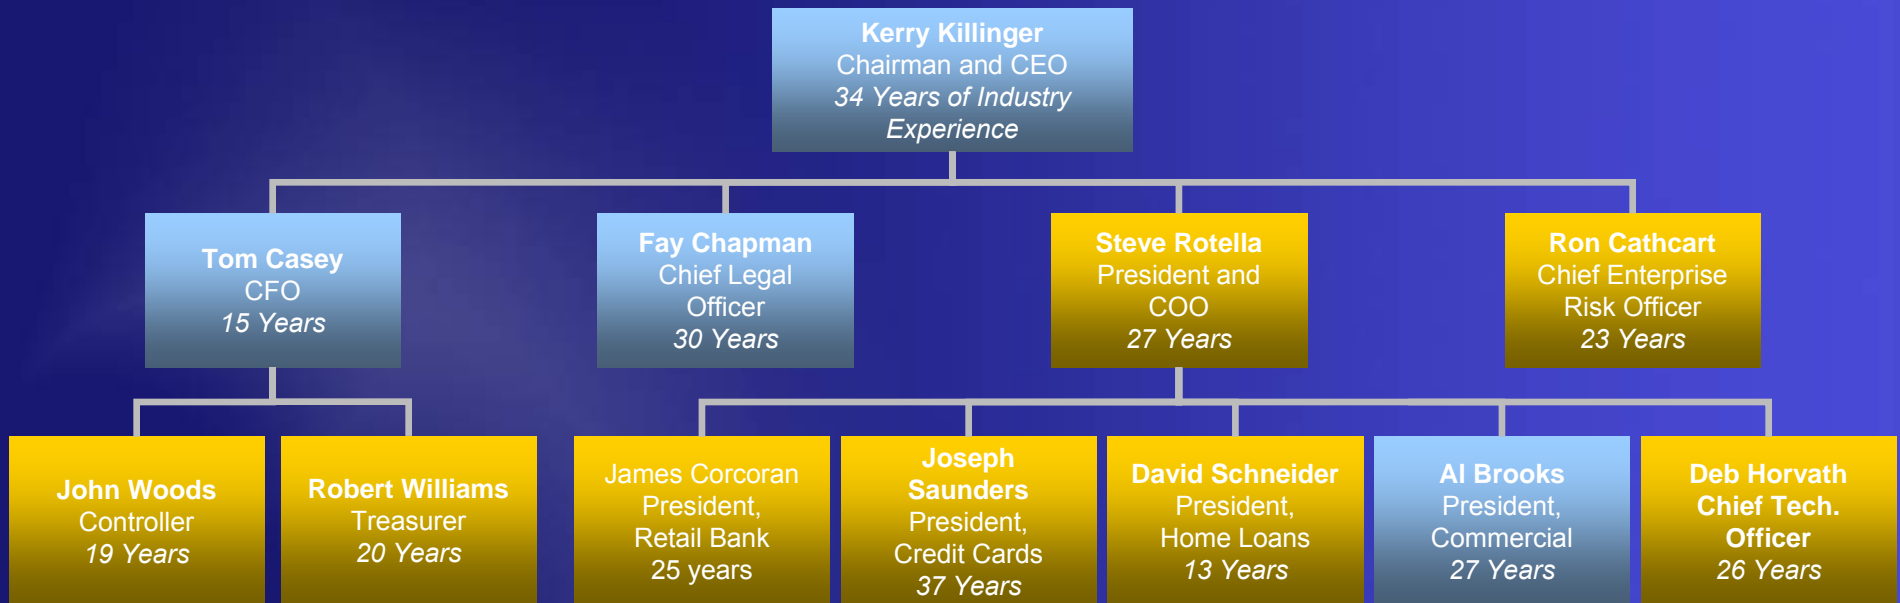 Kerry Killinger
Chairman and CEO
34 Years of Industry
Experience
Tom Casey
CFO
15 Years
Fay Chapman
Chief Legal
Officer
30 Years
Steve Rotella
President and
COO
27 Years
Ron Cathcart
Chief Enterprise
Risk Officer
23 Years
John Woods
Controller
19 Years
Robert Williams
Treasurer
20 Years
James Corcoran
President,
Retail Bank
25 years
Joseph
Saunders
President,
Credit Cards
37 Years
David Schneider
President,
Home Loans
13 Years
Al Brooks
President,
Commercial
27 Years
Deb Horvath
Chief Tech.
Officer
26 Years